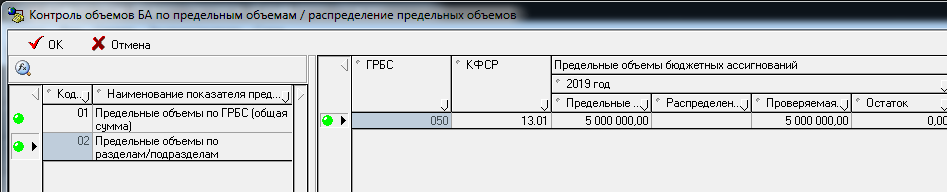 Контроль объемов БА по предельным объемам / распределение предельных объемов
OK Отмена
Код... Наименование показателя пред...
01 Предельные объемы по ГРБС (общая сумма)
02 Предельные объемы по разделам/подразделам
ГРБС КФСР Предельные объемы бюджетных ассигнований
2019 год
Предельные ... Распределен... Проверяемая... Остаток
050 13.01 5 000 000,00 5 000 000,00 0,00